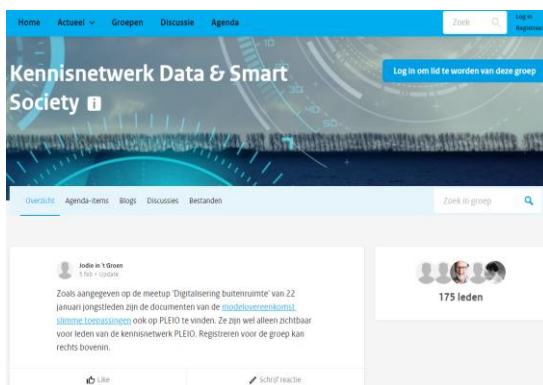 Home Actueel Groepen Discussie Agenda Zoek Log in
Registreer
Kennisnetwerk Data & Smart
Society i
Log in om lid te worden van deze groep
Overzicht Agenda-items Blogs Discussies Bestanden Zoek in groep
Jodie in 't Groen
5 feb • Update
Zoals aangegeven op de meetup 'Digitalisering buitenruimte' van 22
januari jongstleden zijn de documenten van de modelovereenkomst
slimme toepassingen ook op PLEIO te vinden. Ze zijn wel alleen zichtbaar
voor leden van de kennisnetwerk PLEIO. Registreren voor de groep kan
rechts bovenin.
Like Schrijf reactie
175 leden